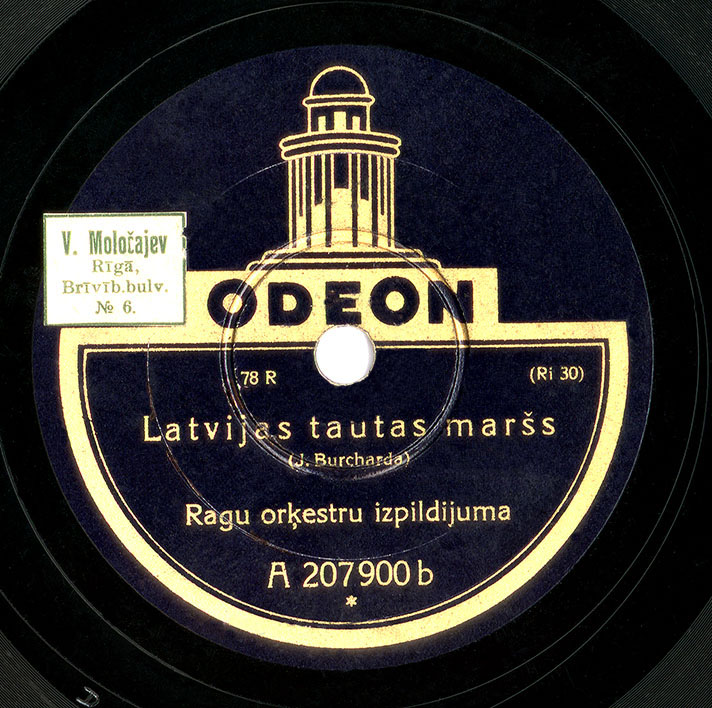 V. Moločajev
Rīgā,
Brīvīb.bulv.
№ 6.
ODEON
78 R
(Ri 30)
Latvijas tautas maršs
(J. Burcharda)
Ragu orķestru izpildijuma
A 207900 b
*